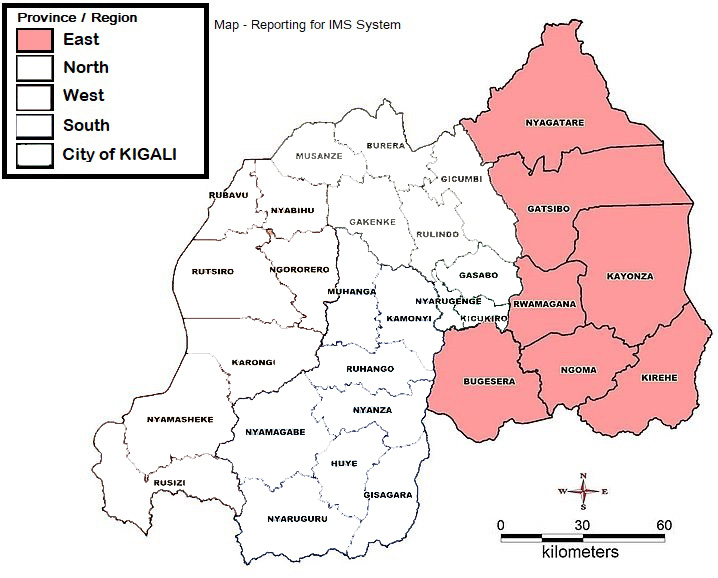 Province / Region
East
North
West
South
City of KIGALI
Map - Reporting for IMS System
NYAGATARE
BURERA
MUSANZE
GICUMBI
RUBAVU
NYABIHU
GATSIBO
GAKENKE
RULINDO
RUTSIRO
NGORORERO
GASABO
KAYONZA
MUHANGA
NYARUGENGE
RWAMAGANA
KAMONYI
KICUKIRO
KARONGI
RUHANGO
NGOMA
KIREHE
BUGESERA
NYAMASHEKE
NYANZA
NYAMAGABE
HUYE
RUSIZI
GISAGARA
NYARUGURU
N
W
E
S
0 30 60
kilometers